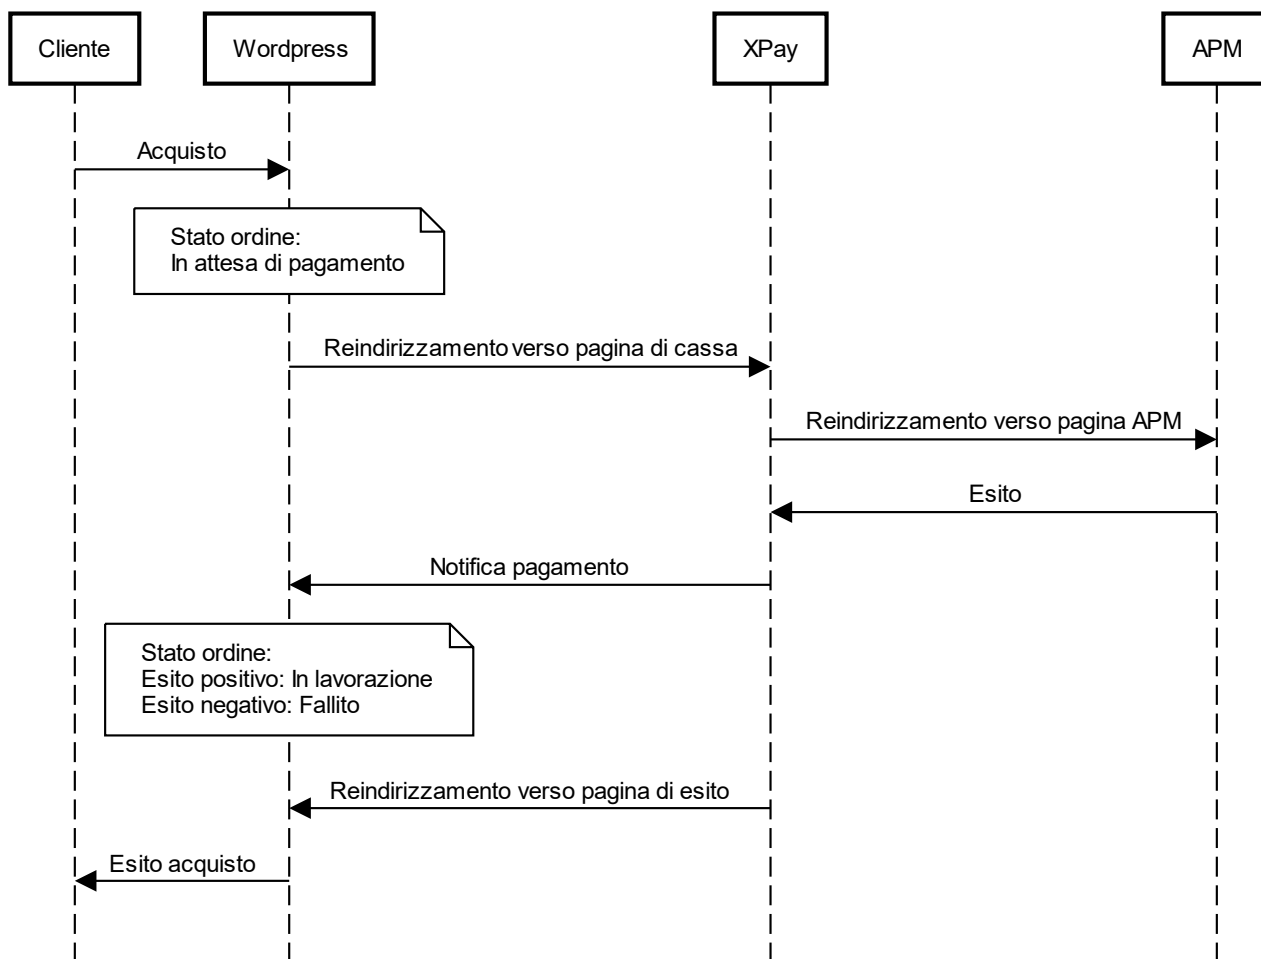 Cliente
Wordpress
XPay
APM
Acquisto
Stato ordine:
In attesa di pagamento
Reindirizzamento verso pagina di cassa
Reindirizzamento verso pagina APM
Esito
Notifica pagamento
Stato ordine:
Esito positivo: In lavorazione
Esito negativo: Fallito
Reindirizzamento verso pagina di esito
Esito acquisto